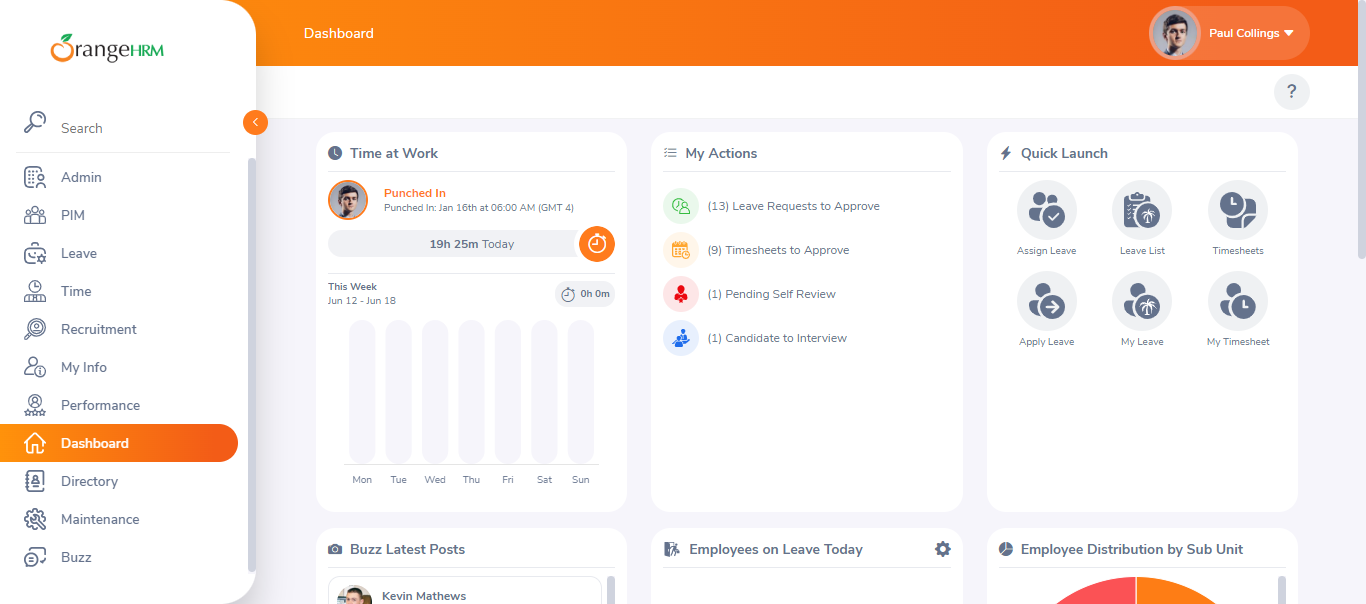 OrangeHRM
Search
Admin
PIM
Leave
Time
Recruitment
My Info
Performance
Dashboard
Directory
Maintenance
Buzz
Dashboard
Paul Collings
?
Time at Work
Punched In
Punched In: Jan 16th at 06:00 AM (GMT 4)
19h 25m Today
This Week
Jun 12 - Jun 18
0h 0m
Mon Tue Wed Thu Fri Sat Sun
My Actions
(13) Leave Requests to Approve
(9) Timesheets to Approve
(1) Pending Self Review
(1) Candidate to Interview
Quick Launch
Assign Leave Leave List Timesheets
Apply Leave My Leave My Timesheet
Buzz Latest Posts
Kevin Mathews
Employees on Leave Today
Employee Distribution by Sub Unit